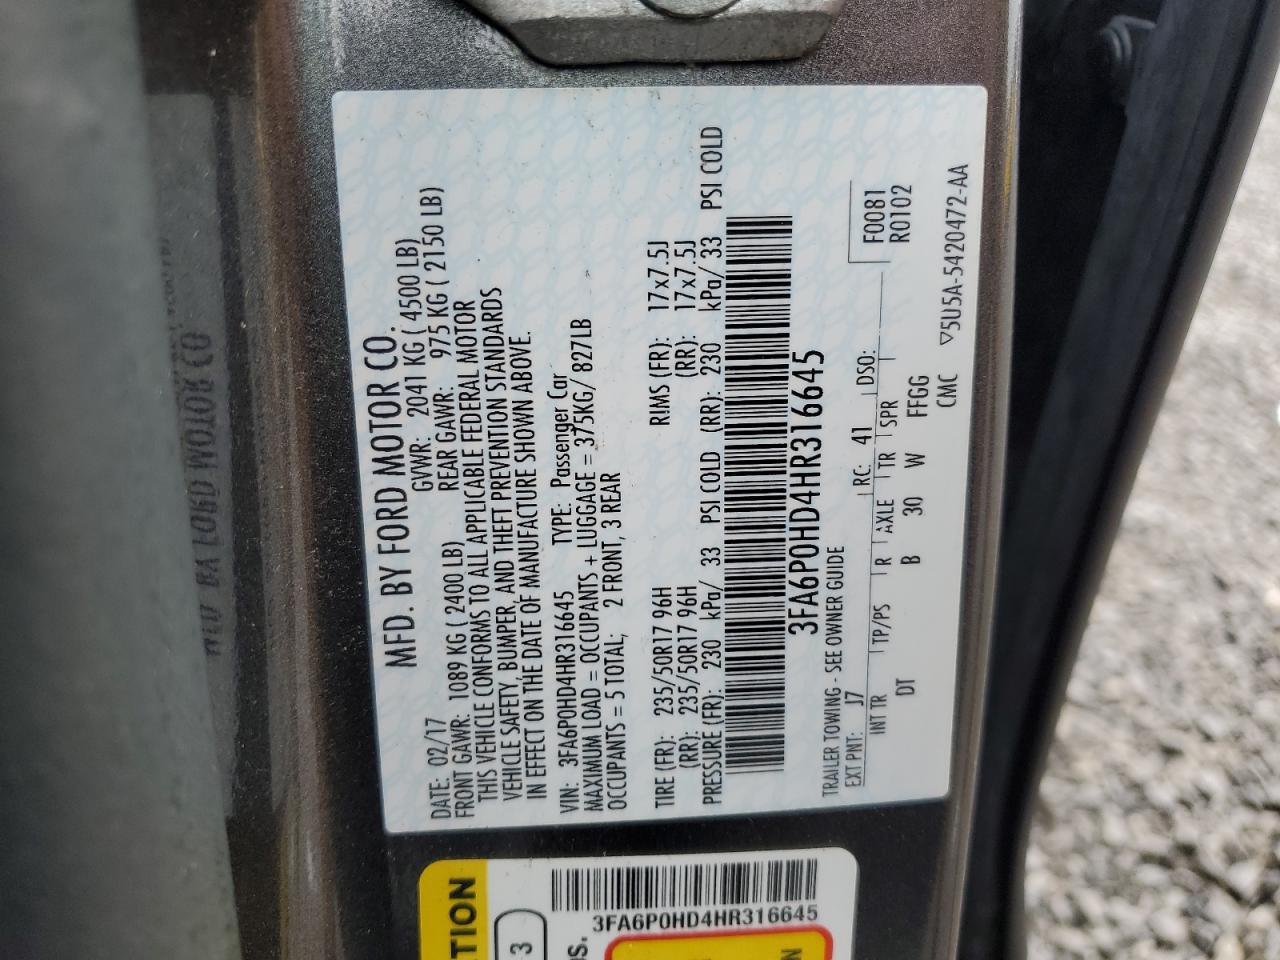 MFD. BY FORD MOTOR CO.
DATE: 02/17 GVWR: 2041 KG ( 4500 LB)
FRONT GAWR: 1089 KG ( 2400 LB) REAR GAWR: 975 KG ( 2150 LB)
THIS VEHICLE CONFORMS TO ALL APPLICABLE FEDERAL MOTOR
VEHICLE SAFETY, BUMPER, AND THEFT PREVENTION STANDARDS
IN EFFECT ON THE DATE OF MANUFACTURE SHOWN ABOVE.
VIN: 3FA6P0HD4HR316645 TYPE: Passenger Car
MAXIMUM LOAD = OCCUPANTS + LUGGAGE = 375KG/ 827LB
OCCUPANTS = 5 TOTAL, 2 FRONT, 3 REAR
TIRE (FR): 235/50R17 96H RIMS (FR): 17x7.5J
(RR): 235/50R17 96H (RR): 17x7.5J
PRESSURE (FR): 230 kPa/ 33 PSI COLD (RR): 230 kPa/ 33 PSI COLD
3FA6P0HD4HR316645
TRAILER TOWING - SEE OWNER GUIDE
EXT PNT: J7 RC: 41 DSO: F0081
R0102
INT TR TP/PS R AXLE TR SPR
DT B 30 W FFGG
CMC ▽5U5A-5420472-AA
TION
3
3FA6P0HD4HR316645